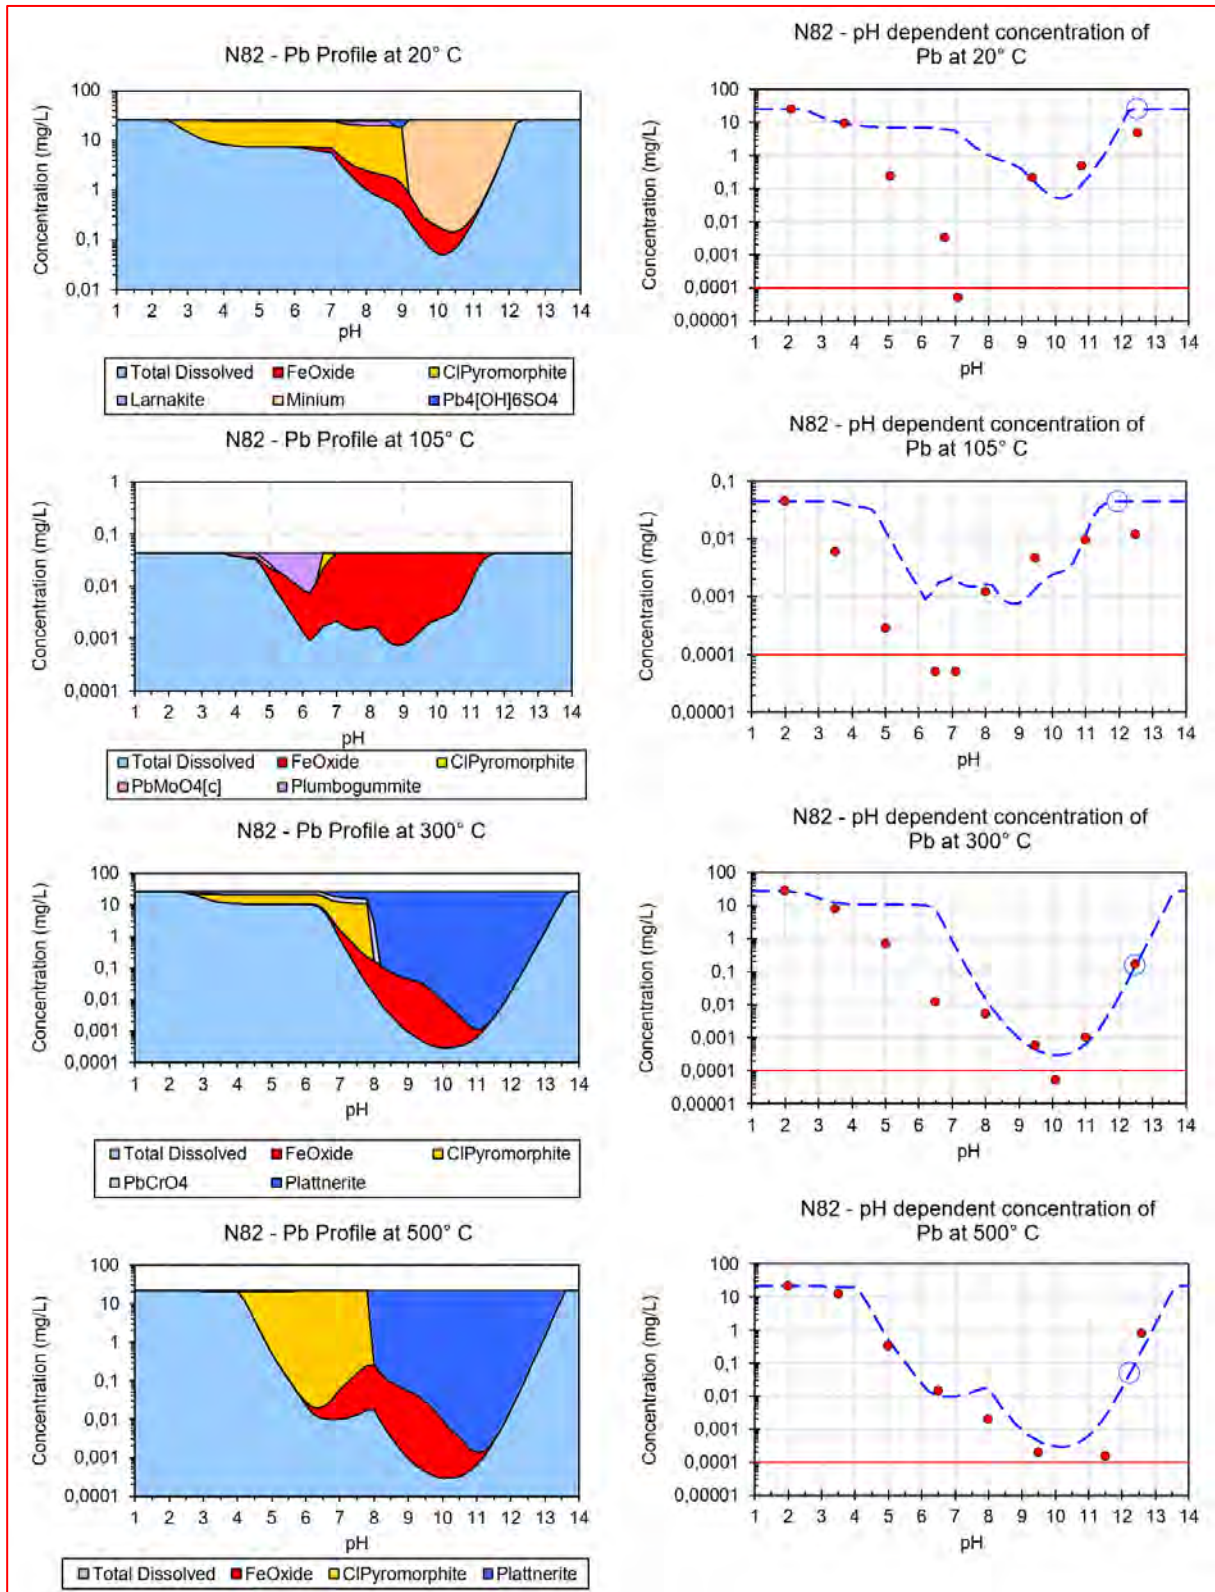 N82 - Pb Profile at 20° C
Concentration (mg/L)
100
10
1
0,1
0,01
1 2 3 4 5 6 7 8 9 10 11 12 13 14
pH
Total Dissolved FeOxide ClPyromorphite
Larnakite Minium Pb4[OH]6SO4
N82 - pH dependent concentration of
Pb at 20° C
Concentration (mg/L)
100
10
1
0,1
0,01
0,001
0,0001
0,00001
1 2 3 4 5 6 7 8 9 10 11 12 13 14
pH
N82 - Pb Profile at 105° C
Concentration (mg/L)
1
0,1
0,01
0,001
0,0001
1 2 3 4 5 6 7 8 9 10 11 12 13 14
pH
Total Dissolved FeOxide ClPyromorphite
PbMoO4[c] Plumbogummite
N82 - pH dependent concentration of
Pb at 105° C
Concentration (mg/L)
0,1
0,01
0,001
0,0001
0,00001
1 2 3 4 5 6 7 8 9 10 11 12 13 14
pH
N82 - Pb Profile at 300° C
Concentration (mg/L)
100
10
1
0,1
0,01
0,001
0,0001
1 2 3 4 5 6 7 8 9 10 11 12 13 14
pH
Total Dissolved FeOxide ClPyromorphite
PbCrO4 Plattnerite
N82 - pH dependent concentration of
Pb at 300° C
Concentration (mg/L)
100
10
1
0,1
0,01
0,001
0,0001
0,00001
1 2 3 4 5 6 7 8 9 10 11 12 13 14
pH
N82 - Pb Profile at 500° C
Concentration (mg/L)
100
10
1
0,1
0,01
0,001
0,0001
1 2 3 4 5 6 7 8 9 10 11 12 13 14
pH
Total Dissolved FeOxide ClPyromorphite Plattnerite
N82 - pH dependent concentration of
Pb at 500° C
Concentration (mg/L)
100
10
1
0,1
0,01
0,001
0,0001
0,00001
1 2 3 4 5 6 7 8 9 10 11 12 13 14
pH